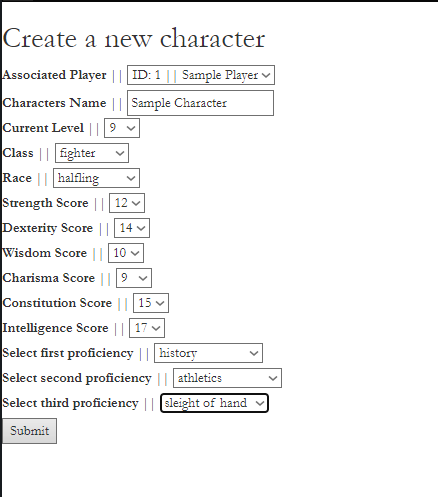 Create a new character
Associated Player || ID: 1 || Sample Player
Characters Name || Sample Character
Current Level || 9
Class || fighter
Race || halfling
Strength Score || 12
Dexterity Score || 14
Wisdom Score || 10
Charisma Score || 9
Constitution Score || 15
Intelligence Score || 17
Select first proficiency || history
Select second proficiency || athletics
Select third proficiency || sleight of hand
Submit